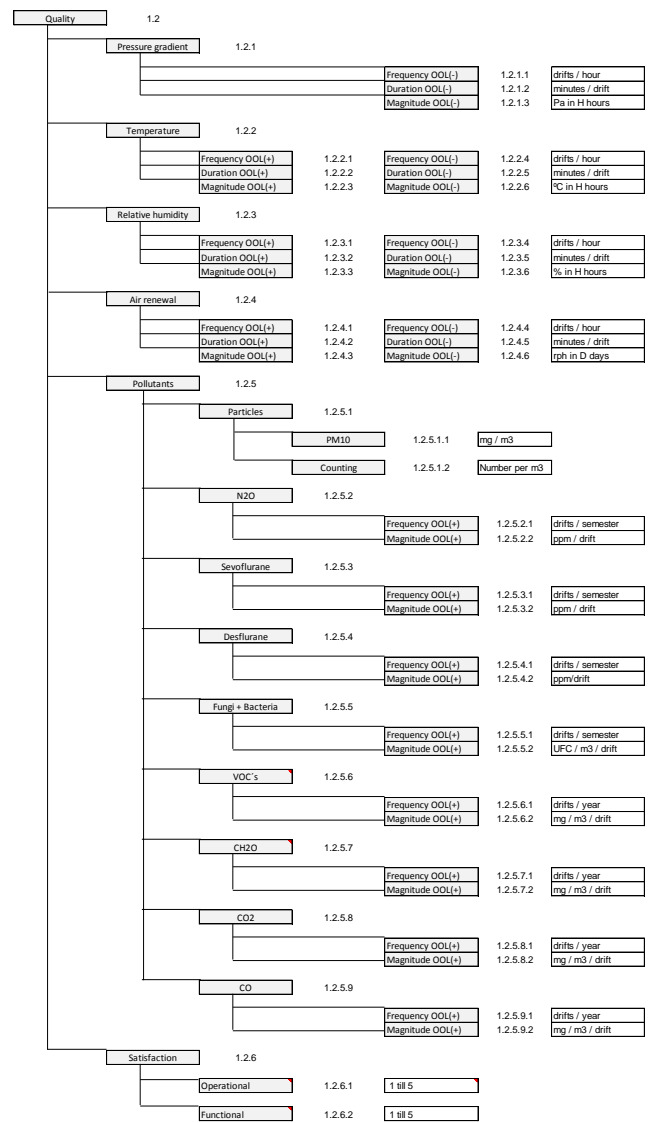 Quality 1.2
Pressure gradient 1.2.1
Frequency OOL(-) 1.2.1.1 drifts / hour
Duration OOL(-) 1.2.1.2 minutes / drift
Magnitude OOL(-) 1.2.1.3 Pa in H hours
Temperature 1.2.2
Frequency OOL(+) 1.2.2.1 Frequency OOL(-) 1.2.2.4 drifts / hour
Duration OOL(+) 1.2.2.2 Duration OOL(-) 1.2.2.5 minutes / drift
Magnitude OOL(+) 1.2.2.3 Magnitude OOL(-) 1.2.2.6 ºC in H hours
Relative humidity 1.2.3
Frequency OOL(+) 1.2.3.1 Frequency OOL(-) 1.2.3.4 drifts / hour
Duration OOL(+) 1.2.3.2 Duration OOL(-) 1.2.3.5 minutes / drift
Magnitude OOL(+) 1.2.3.3 Magnitude OOL(-) 1.2.3.6 % in H hours
Air renewal 1.2.4
Frequency OOL(+) 1.2.4.1 Frequency OOL(-) 1.2.4.4 drifts / hour
Duration OOL(+) 1.2.4.2 Duration OOL(-) 1.2.4.5 minutes / drift
Magnitude OOL(+) 1.2.4.3 Magnitude OOL(-) 1.2.4.6 rph in D days
Pollutants 1.2.5
Particles 1.2.5.1
PM10 1.2.5.1.1 mg / m3
Counting 1.2.5.1.2 Number per m3
N2O 1.2.5.2
Frequency OOL(+) 1.2.5.2.1 drifts / semester
Magnitude OOL(+) 1.2.5.2.2 ppm / drift
Sevoflurane 1.2.5.3
Frequency OOL(+) 1.2.5.3.1 drifts / semester
Magnitude OOL(+) 1.2.5.3.2 ppm / drift
Desflurane 1.2.5.4
Frequency OOL(+) 1.2.5.4.1 drifts / semester
Magnitude OOL(+) 1.2.5.4.2 ppm/drift
Fungi + Bacteria 1.2.5.5
Frequency OOL(+) 1.2.5.5.1 drifts / semester
Magnitude OOL(+) 1.2.5.5.2 UFC / m3 / drift
VOC´s 1.2.5.6
Frequency OOL(+) 1.2.5.6.1 drifts / year
Magnitude OOL(+) 1.2.5.6.2 mg / m3 / drift
CH2O 1.2.5.7
Frequency OOL(+) 1.2.5.7.1 drifts / year
Magnitude OOL(+) 1.2.5.7.2 mg / m3 / drift
CO2 1.2.5.8
Frequency OOL(+) 1.2.5.8.1 drifts / year
Magnitude OOL(+) 1.2.5.8.2 mg / m3 / drift
CO 1.2.5.9
Frequency OOL(+) 1.2.5.9.1 drifts / year
Magnitude OOL(+) 1.2.5.9.2 mg / m3 / drift
Satisfaction 1.2.6
Operational 1.2.6.1 1 till 5
Functional 1.2.6.2 1 till 5